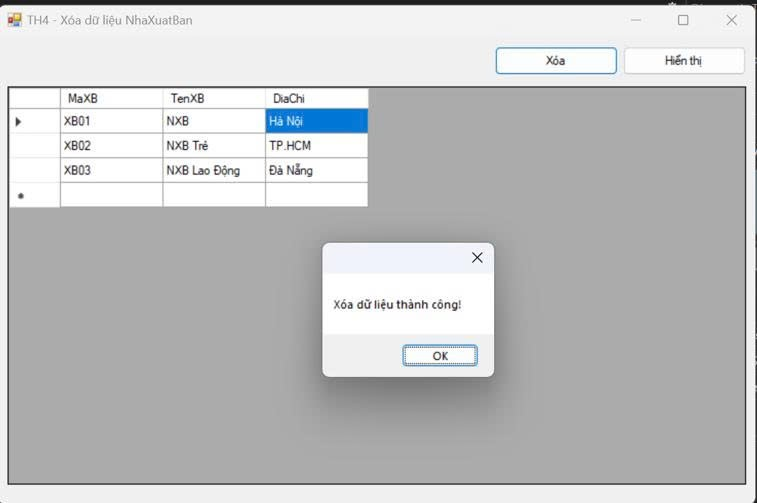 TH4 - Xóa dữ liệu NhaXuatBan
Xóa Hiển thị
MaXB TenXB DiaChi
XB01 NXB Hà Nội
XB02 NXB Trẻ TP.HCM
XB03 NXB Lao Động Đà Nẵng
Xóa dữ liệu thành công!
OK